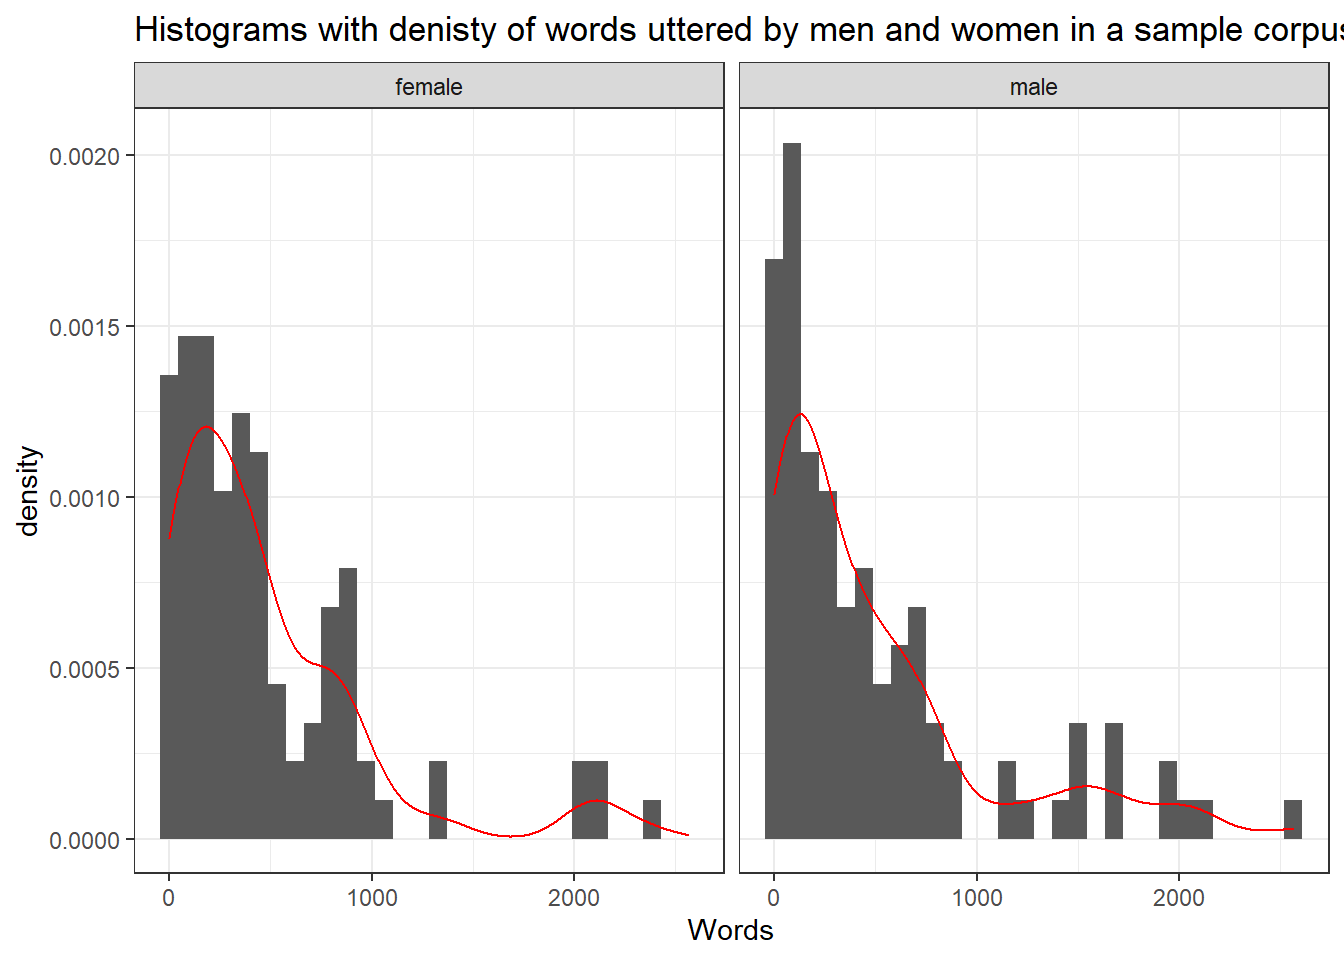 Histograms with denisty of words uttered by men and women in a sample corpus
female male
0.0020
0.0015
0.0010
0.0005
0.0000
density
0 1000 2000 0 1000 2000
Words